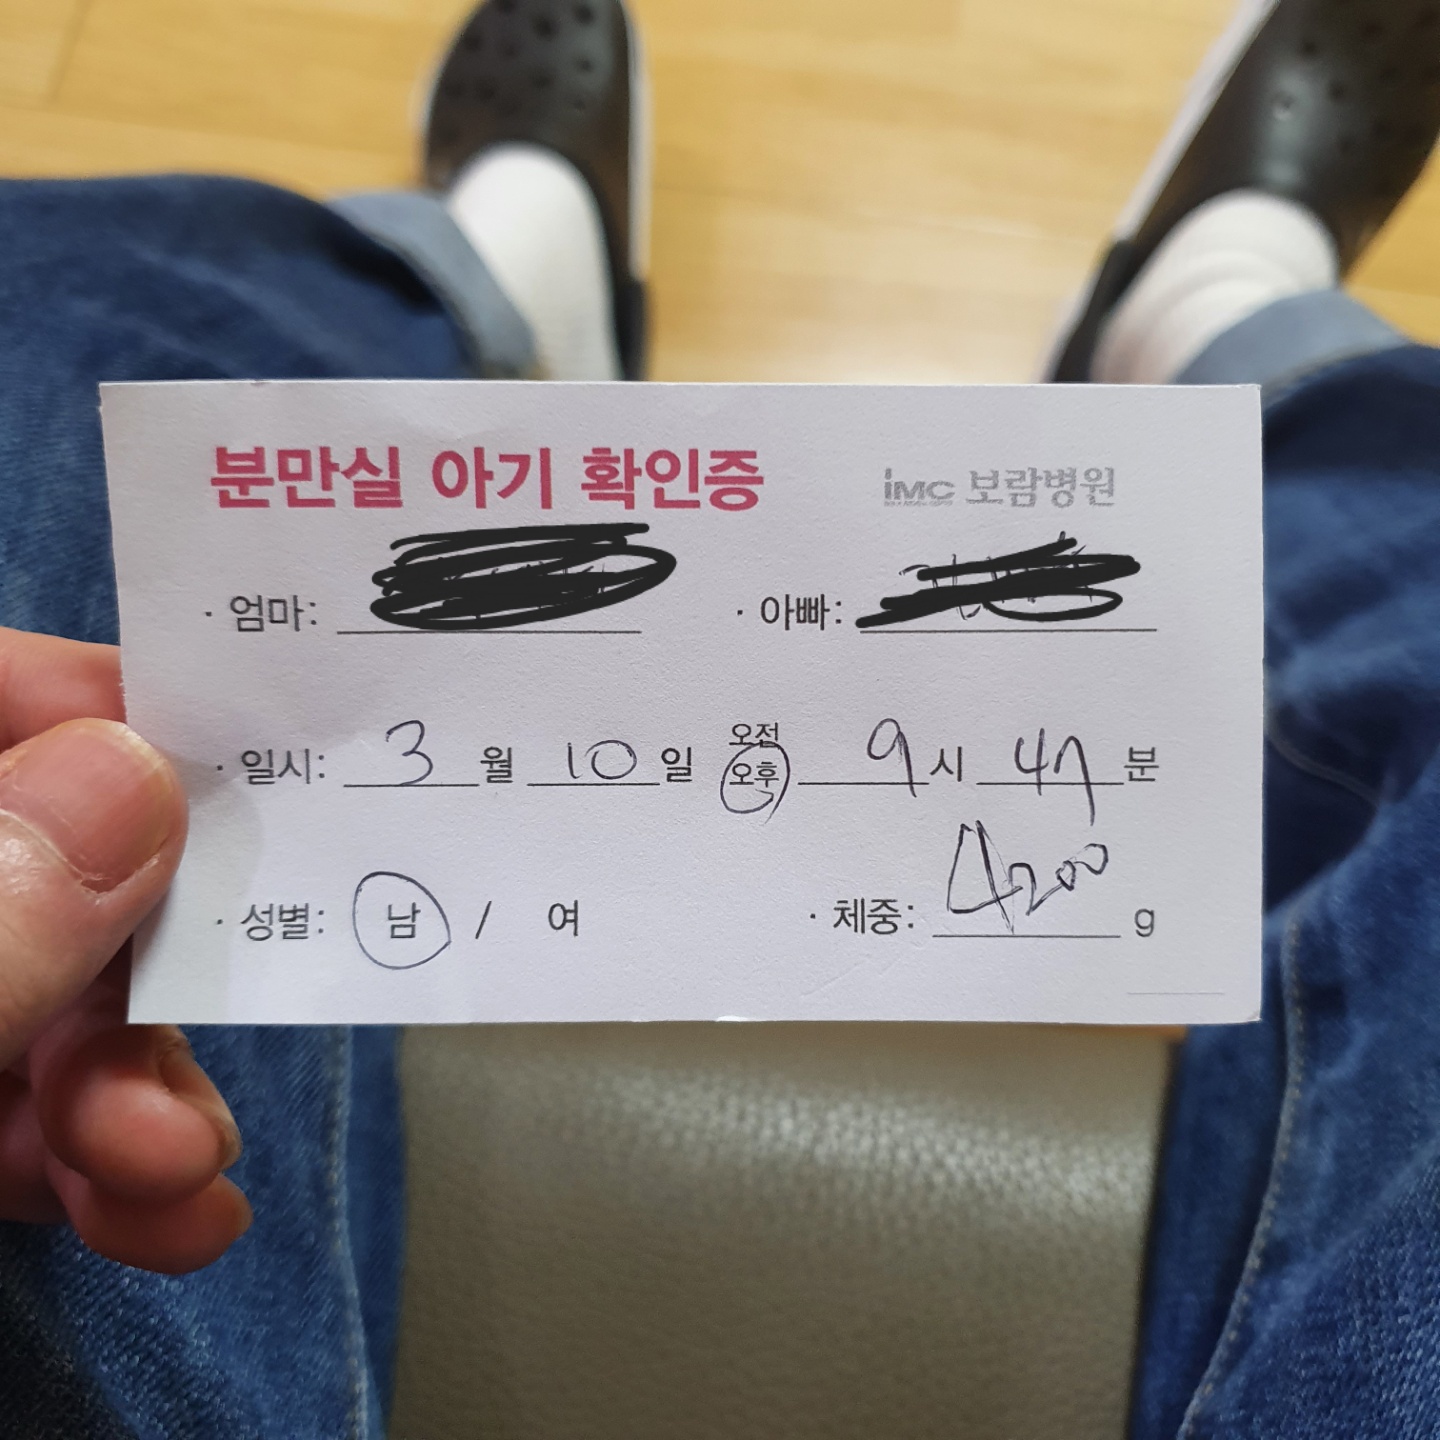 분만실 아기 확인증 iMC 보람병원
· 엄마: · 아빠:
· 일시: 3 월 10 일 오전 오후 9 시 47 분
· 성별: 남 / 여 · 체중: 4200 g